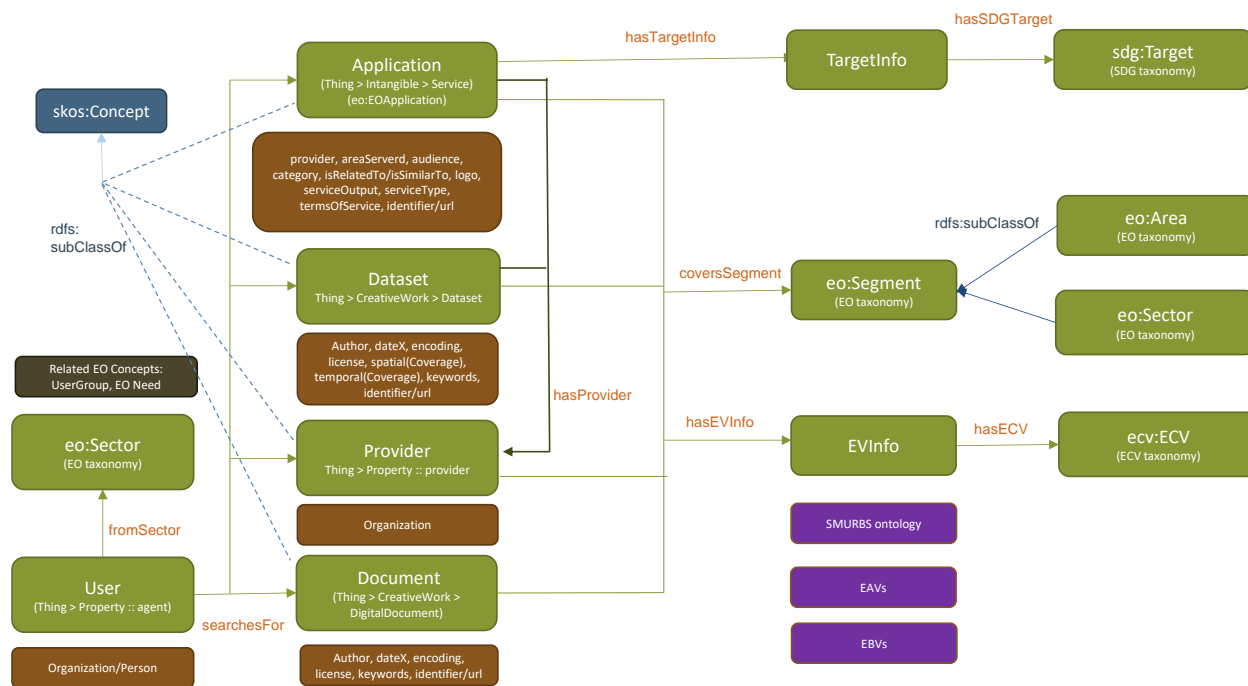 hasSDGTarget
hasTargetInfo
Application
(Thing > Intangible > Service)
(eo:EOApplication)
TargetInfo
sdg:Target
(SDG taxonomy)
skos:Concept
provider, areaServerd, audience,
category, isRelatedTo/isSimilarTo, logo,
serviceOutput, serviceType,
termsOfService, identifier/url
rdfs:
subClassOf
rdfs:subClassOf
eo:Area
(EO taxonomy)
Dataset
Thing > CreativeWork > Dataset
coversSegment
eo:Segment
(EO taxonomy)
eo:Sector
(EO taxonomy)
Author, dateX, encoding,
license, spatial(Coverage),
temporal(Coverage), keywords,
identifier/url
Related EO Concepts:
UserGroup, EO Need
hasProvider
eo:Sector
(EO taxonomy)
Provider
Thing > Property :: provider
hasEVInfo
EVInfo
hasECV
ecv:ECV
(ECV taxonomy)
fromSector
Organization
SMURBS ontology
User
(Thing > Property :: agent)
searchesFor
Document
(Thing > CreativeWork >
DigitalDocument)
EAVs
EBVs
Organization/Person
Author, dateX, encoding,
license, keywords, identifier/url